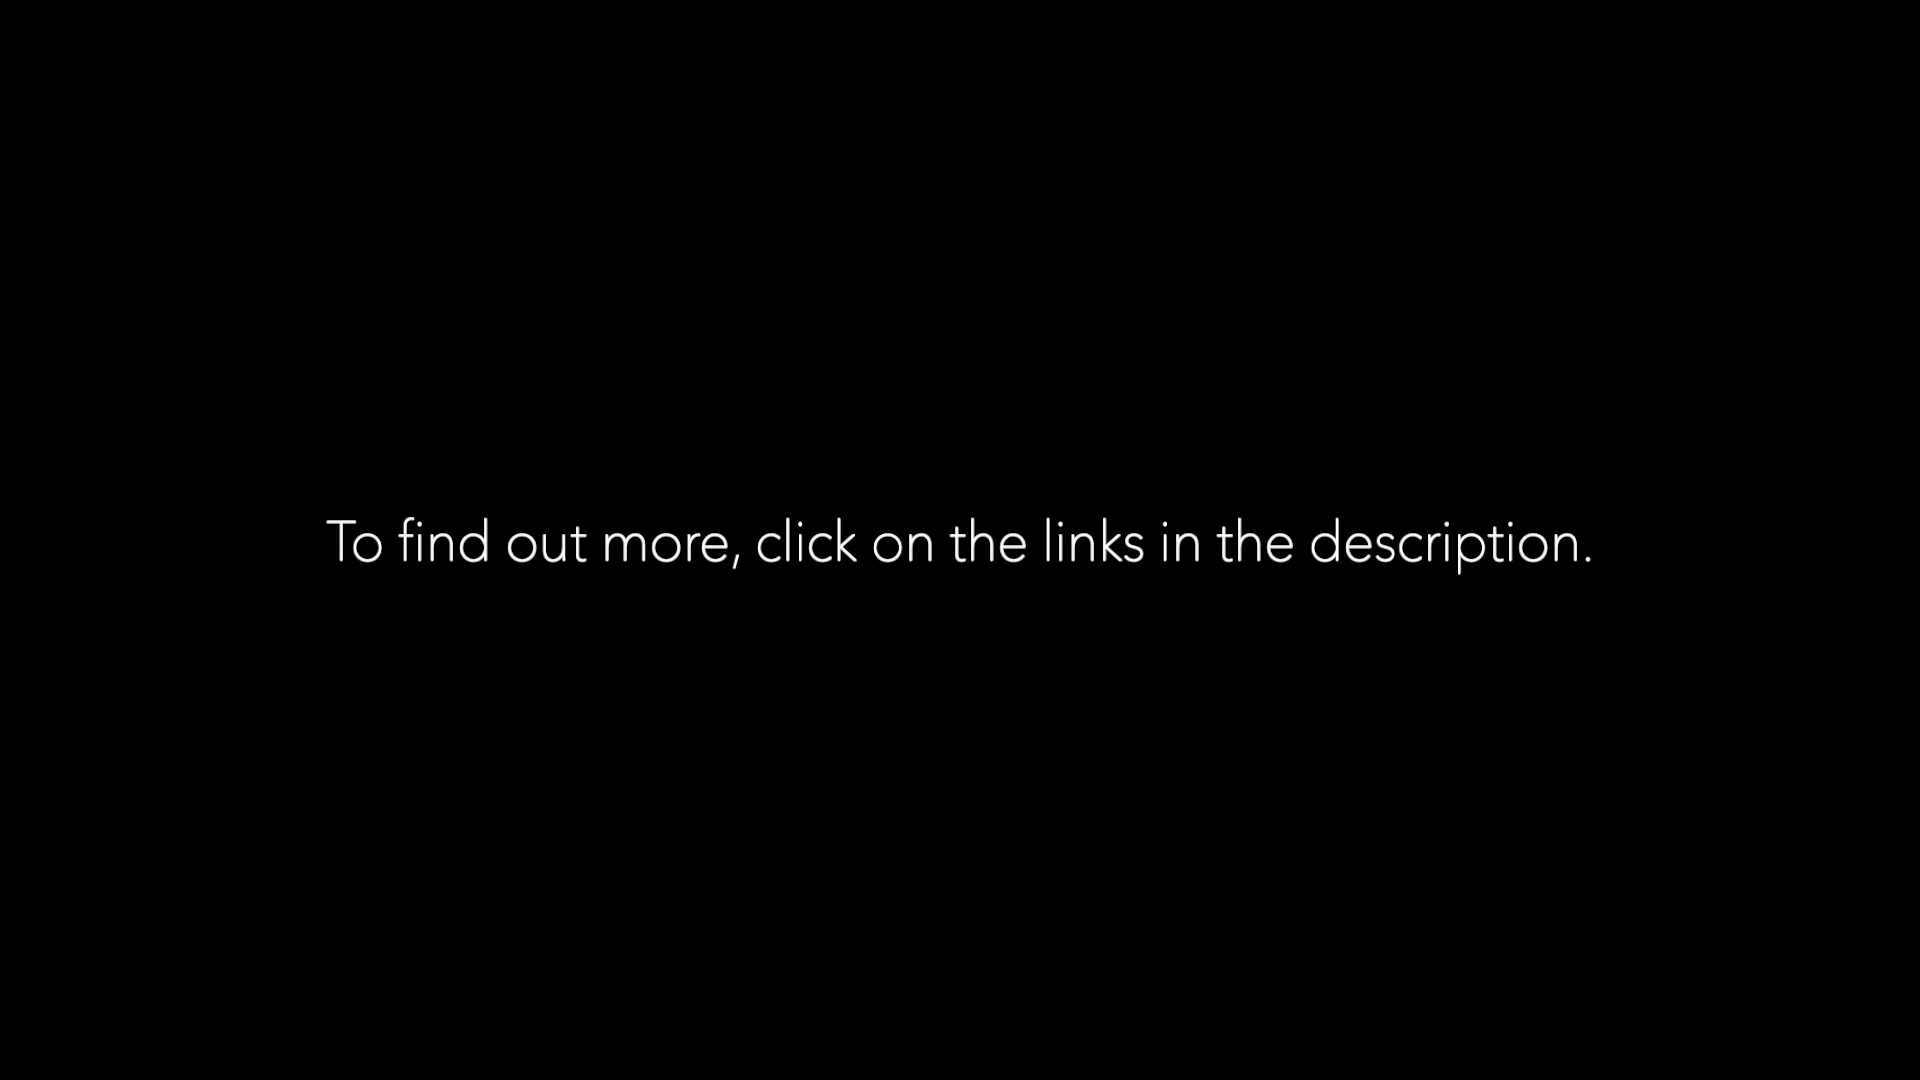 To find out more, click on the links in the description.